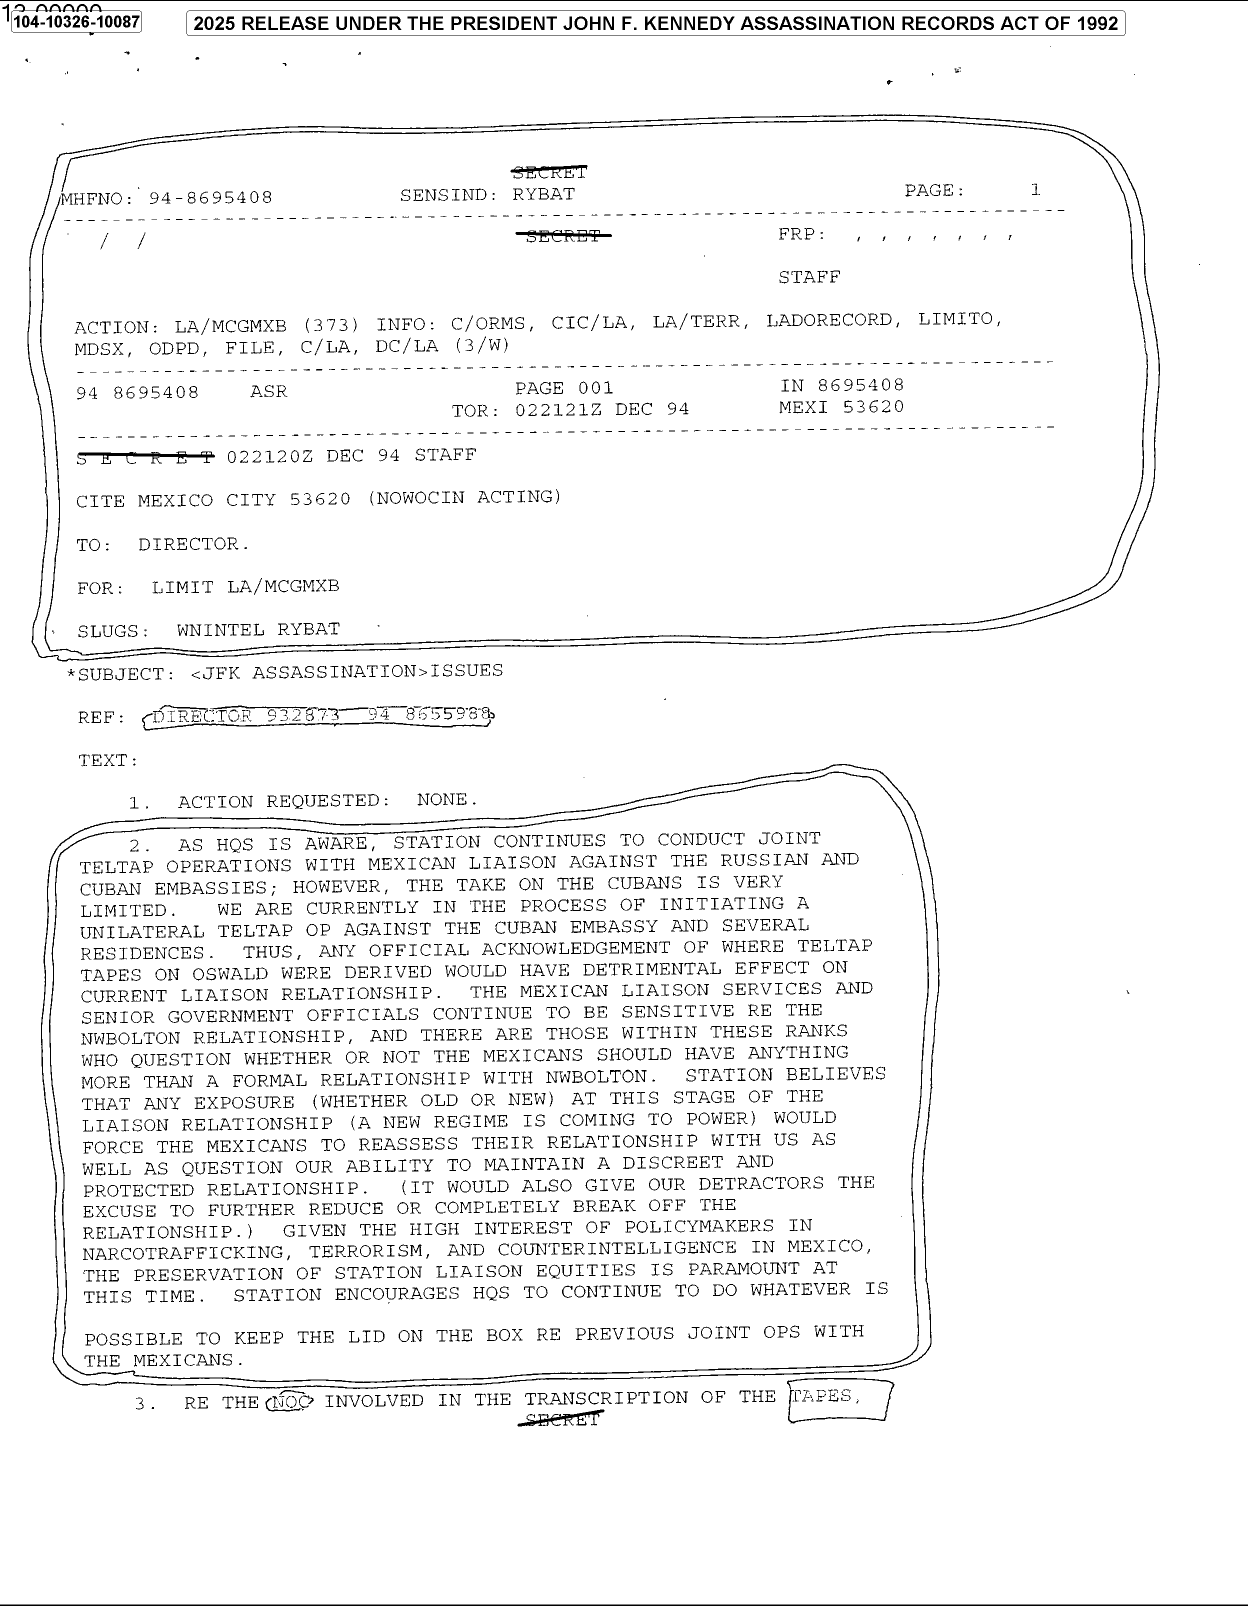 13-00000
104-10326-10087
2025 RELEASE UNDER THE PRESIDENT JOHN F. KENNEDY ASSASSINATION RECORDS ACT OF 1992
SECRET
MHFNO: 94-8695408 SENSIND: RYBAT PAGE: 1
/ / SECRET FRP: , , , , , , ,
STAFF
ACTION: LA/MCGMXB (373) INFO: C/ORMS, CIC/LA, LA/TERR, LADORECORD, LIMITO,
MDSX, ODPD, FILE, C/LA, DC/LA (3/W)
94 8695408 ASR PAGE 001 IN 8695408
TOR: 022121Z DEC 94 MEXI 53620
S E C R E T 022120Z DEC 94 STAFF
CITE MEXICO CITY 53620 (NOWOCIN ACTING)
TO: DIRECTOR.
FOR: LIMIT LA/MCGMXB
SLUGS: WNINTEL RYBAT
*SUBJECT: <JFK ASSASSINATION>ISSUES
REF: DIRECTOR 932873 94 8655988
TEXT:
1. ACTION REQUESTED: NONE.
2. AS HQS IS AWARE, STATION CONTINUES TO CONDUCT JOINT
TELTAP OPERATIONS WITH MEXICAN LIAISON AGAINST THE RUSSIAN AND
CUBAN EMBASSIES; HOWEVER, THE TAKE ON THE CUBANS IS VERY
LIMITED. WE ARE CURRENTLY IN THE PROCESS OF INITIATING A
UNILATERAL TELTAP OP AGAINST THE CUBAN EMBASSY AND SEVERAL
RESIDENCES. THUS, ANY OFFICIAL ACKNOWLEDGEMENT OF WHERE TELTAP
TAPES ON OSWALD WERE DERIVED WOULD HAVE DETRIMENTAL EFFECT ON
CURRENT LIAISON RELATIONSHIP. THE MEXICAN LIAISON SERVICES AND
SENIOR GOVERNMENT OFFICIALS CONTINUE TO BE SENSITIVE RE THE
NWBOLTON RELATIONSHIP, AND THERE ARE THOSE WITHIN THESE RANKS
WHO QUESTION WHETHER OR NOT THE MEXICANS SHOULD HAVE ANYTHING
MORE THAN A FORMAL RELATIONSHIP WITH NWBOLTON. STATION BELIEVES
THAT ANY EXPOSURE (WHETHER OLD OR NEW) AT THIS STAGE OF THE
LIAISON RELATIONSHIP (A NEW REGIME IS COMING TO POWER) WOULD
FORCE THE MEXICANS TO REASSESS THEIR RELATIONSHIP WITH US AS
WELL AS QUESTION OUR ABILITY TO MAINTAIN A DISCREET AND
PROTECTED RELATIONSHIP. (IT WOULD ALSO GIVE OUR DETRACTORS THE
EXCUSE TO FURTHER REDUCE OR COMPLETELY BREAK OFF THE
RELATIONSHIP.) GIVEN THE HIGH INTEREST OF POLICYMAKERS IN
NARCOTRAFFICKING, TERRORISM, AND COUNTERINTELLIGENCE IN MEXICO,
THE PRESERVATION OF STATION LIAISON EQUITIES IS PARAMOUNT AT
THIS TIME. STATION ENCOURAGES HQS TO CONTINUE TO DO WHATEVER IS
POSSIBLE TO KEEP THE LID ON THE BOX RE PREVIOUS JOINT OPS WITH
THE MEXICANS.
3. RE THE NOC INVOLVED IN THE TRANSCRIPTION OF THE TAPES,
SECRET